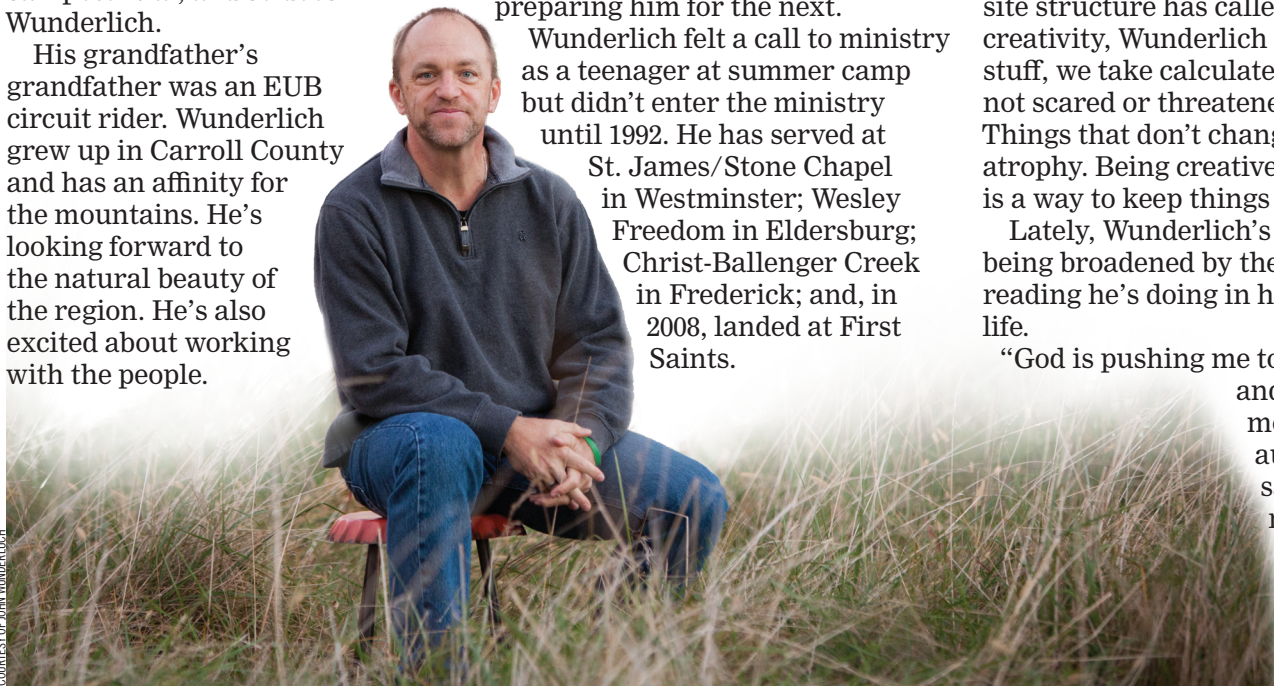 Wunderlich.
His grandfather’s
grandfather was an EUB
circuit rider. Wunderlich
grew up in Carroll County
and has an affinity for
the mountains. He’s
looking forward to
the natural beauty of
the region. He’s also
excited about working
with the people.
preparing him for the next.
Wunderlich felt a call to ministry
as a teenager at summer camp
but didn’t enter the ministry
until 1992. He has served at
St. James/Stone Chapel
in Westminster; Wesley
Freedom in Eldersburg;
Christ-Ballenger Creek
in Frederick; and, in
2008, landed at First
Saints.
site structure has calle
creativity, Wunderlich
stuff, we take calculate
not scared or threatene
Things that don’t chang
atrophy. Being creative
is a way to keep things
Lately, Wunderlich’s
being broadened by the
reading he’s doing in h
life.
“God is pushing me to
and
me
au
s
COURTESY OF JOHN WUNDERLICH